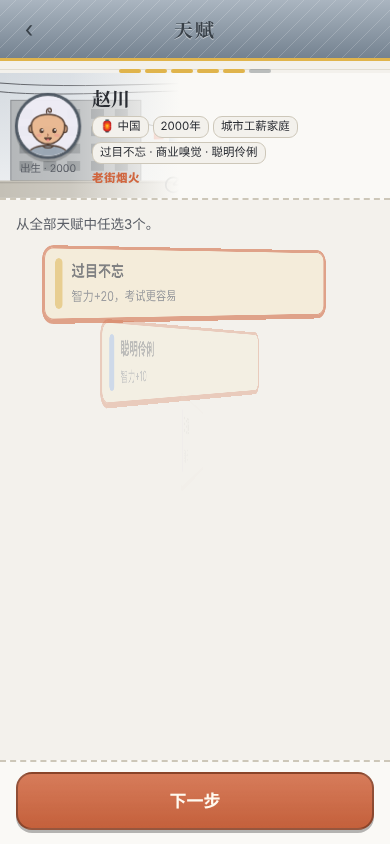 天赋
赵川
中国 2000年 城市工薪家庭
过目不忘 · 商业嗅觉 · 聪明伶俐
出生 · 2000
老街烟火
从全部天赋中任选3个。
过目不忘
智力+20，考试更容易
聪明伶俐
智力+10
下一步